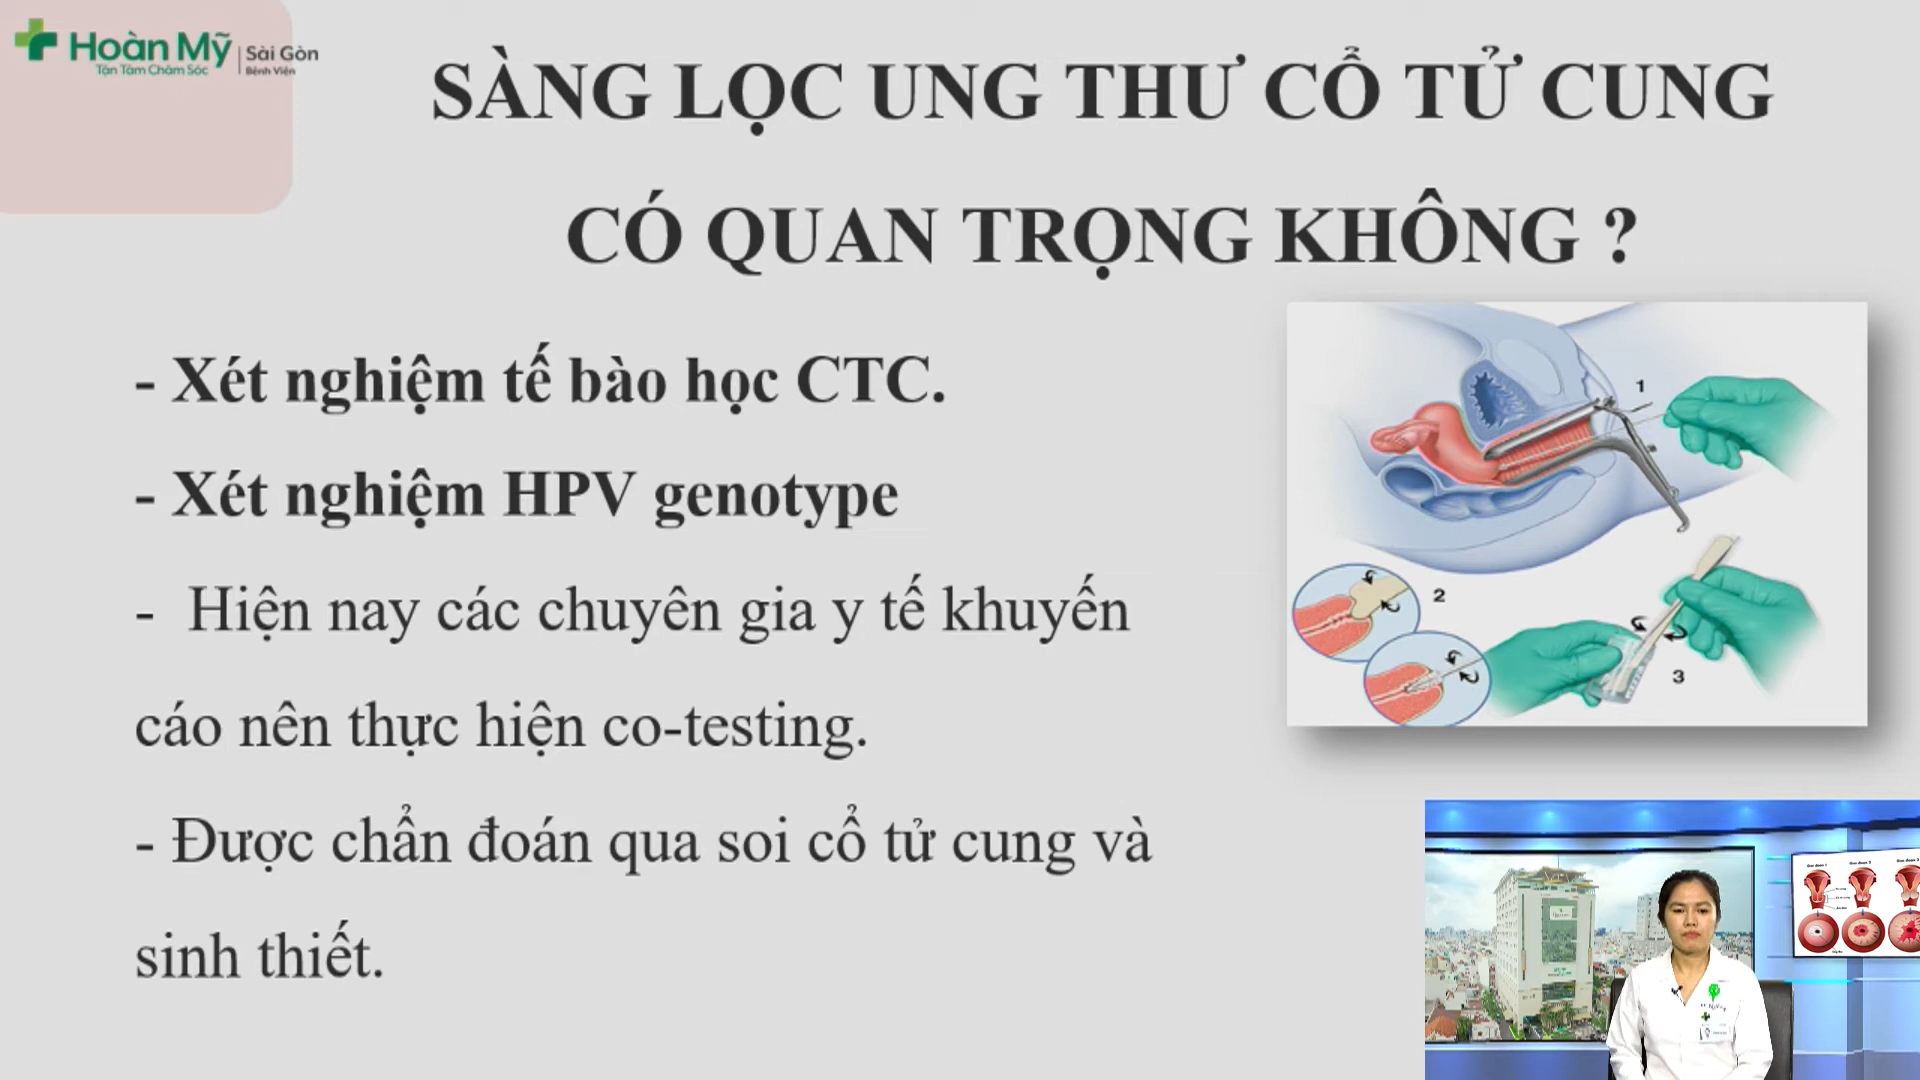 Hoàn Mỹ
Tận Tâm Chăm Sóc
Sài Gòn
Bệnh Viện
SÀNG LỌC UNG THƯ CỔ TỬ CUNG
CÓ QUAN TRỌNG KHÔNG ?
- Xét nghiệm tế bào học CTC.
- Xét nghiệm HPV genotype
- Hiện nay các chuyên gia y tế khuyến
cáo nên thực hiện co-testing.
- Được chẩn đoán qua soi cổ tử cung và
sinh thiết.
1
2
3